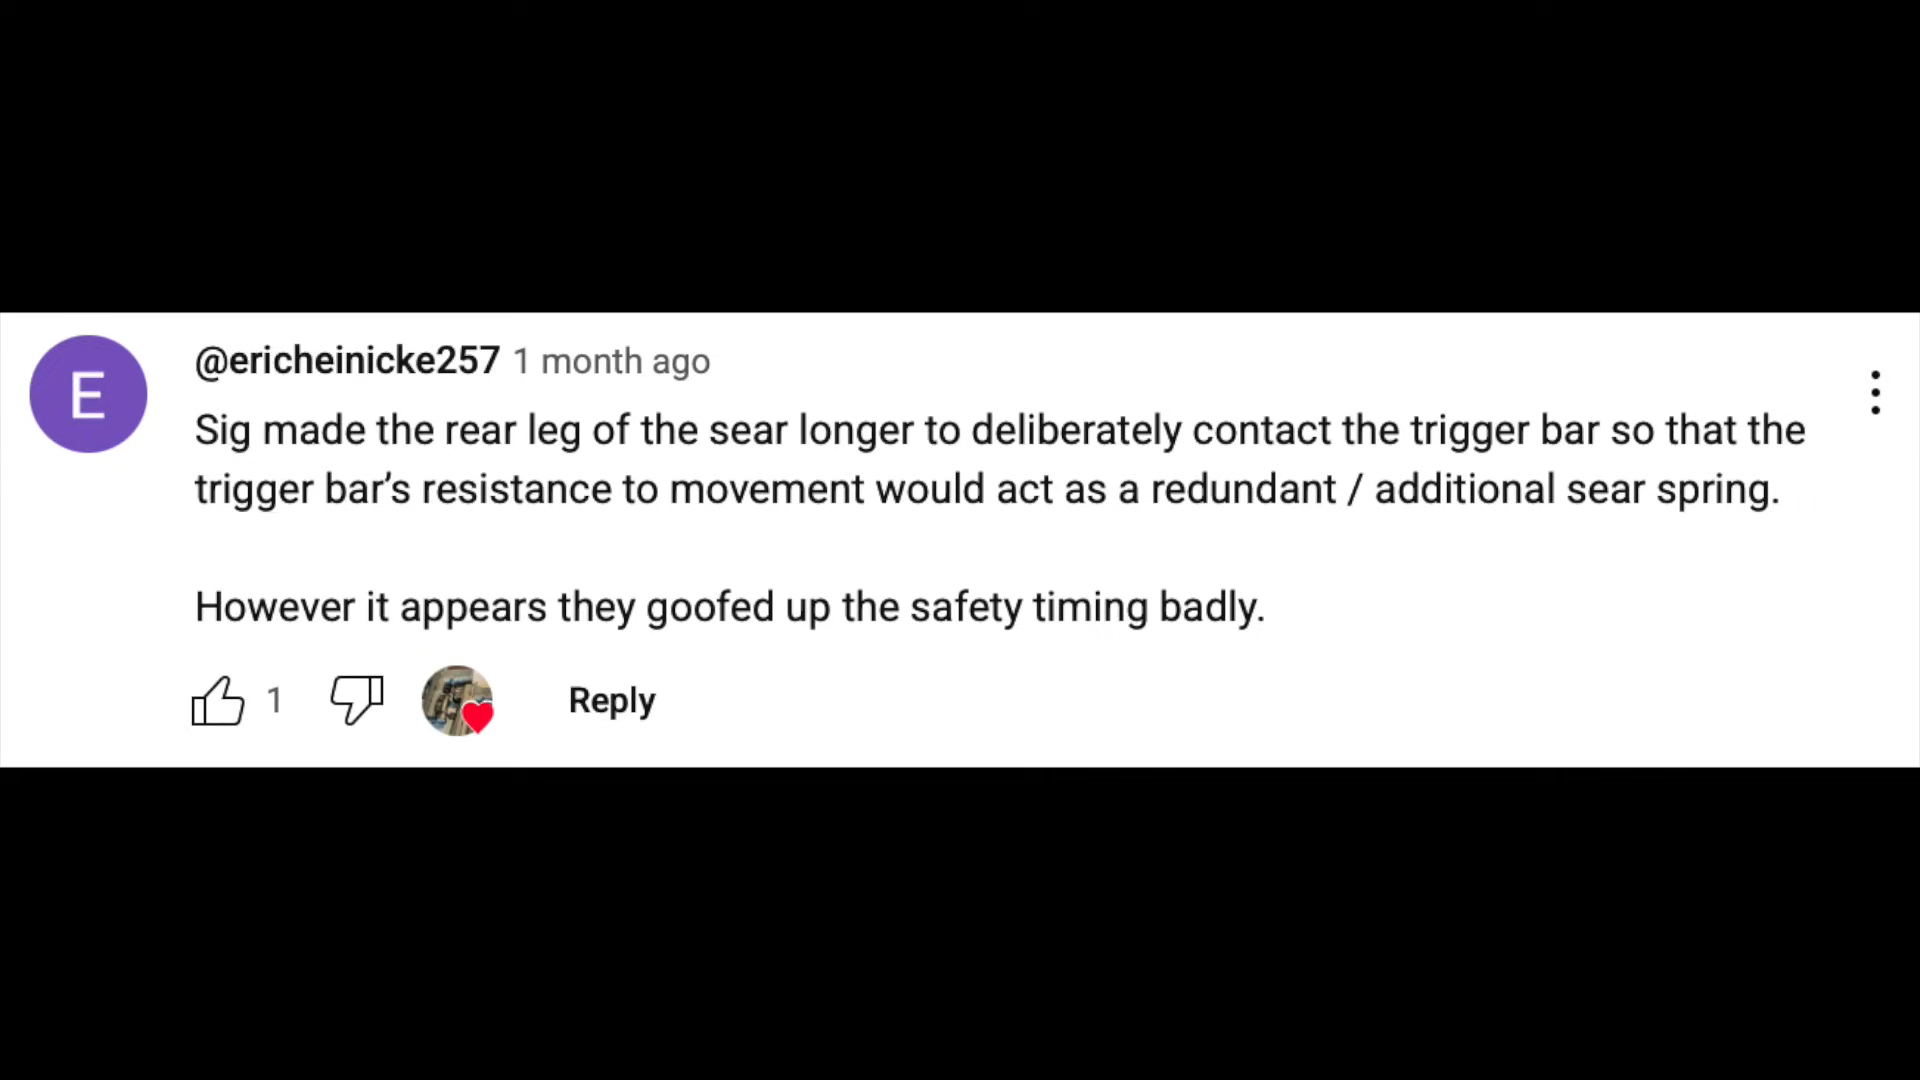 E
@ericheinicke257 1 month ago
Sig made the rear leg of the sear longer to deliberately contact the trigger bar so that the
trigger bar’s resistance to movement would act as a redundant / additional sear spring.
However it appears they goofed up the safety timing badly.
1 Reply